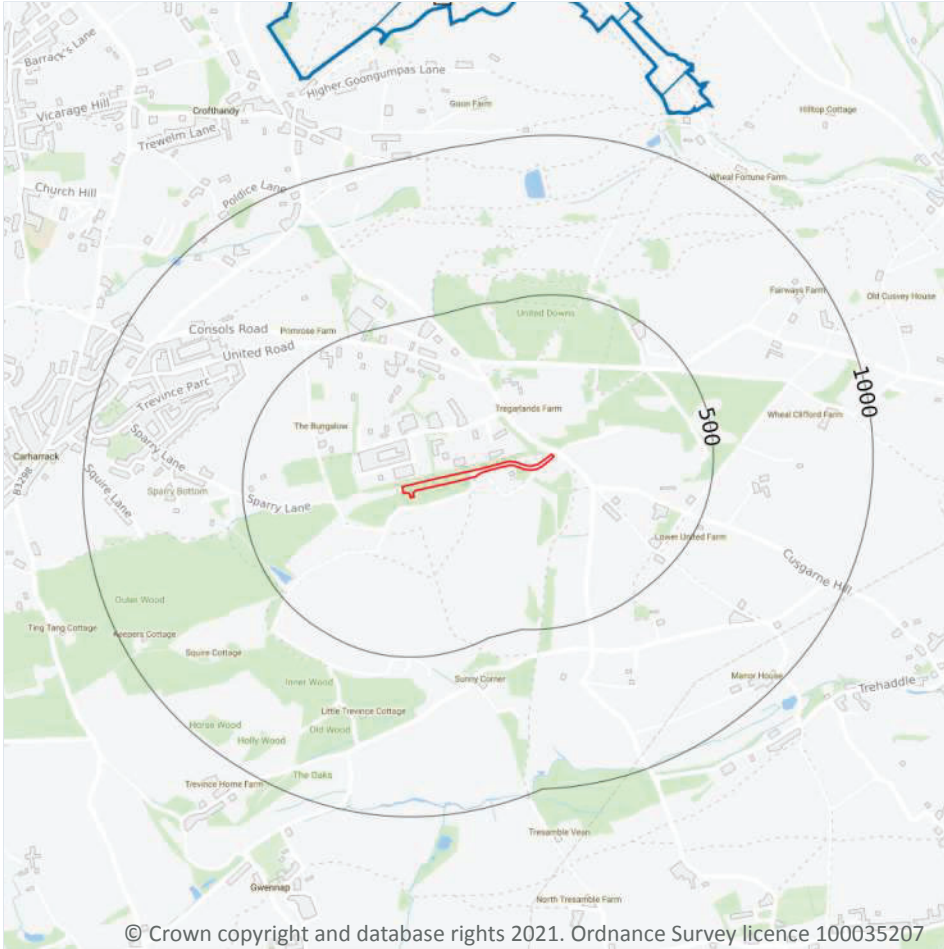 Barrack's Lane
Higher Goongumpas Lane
Vicarage Hill
Crofthandy
Goon Farm
Hilltop Cottage
Trewelm Lane
Church Hill
Poldice Lane
Wheal Fortune Farm
Fairways Farm
Old Cusvey House
United Downs
Consols Road
Primrose Farm
United Road
Trevince Parc
1000
Tregarlands Farm
Wheal Clifford Farm
500
The Bungalow
Carharrack
Sparry Lane
B3298
Squire Lane
Sparry Bottom
Sparry Lane
Lower United Farm
Cusgarne Hill
Outer Wood
Ting Tang Cottage
Keepers Cottage
Squire Cottage
Sunny Corner
Manor House
Trehaddle
Inner Wood
Little Trevince Cottage
Horse Wood
Old Wood
Holly Wood
The Oaks
Trevince Home Farm
Tresamble Vean
Gwennap
North Tresamble Farm
© Crown copyright and database rights 2021. Ordnance Survey licence 100035207